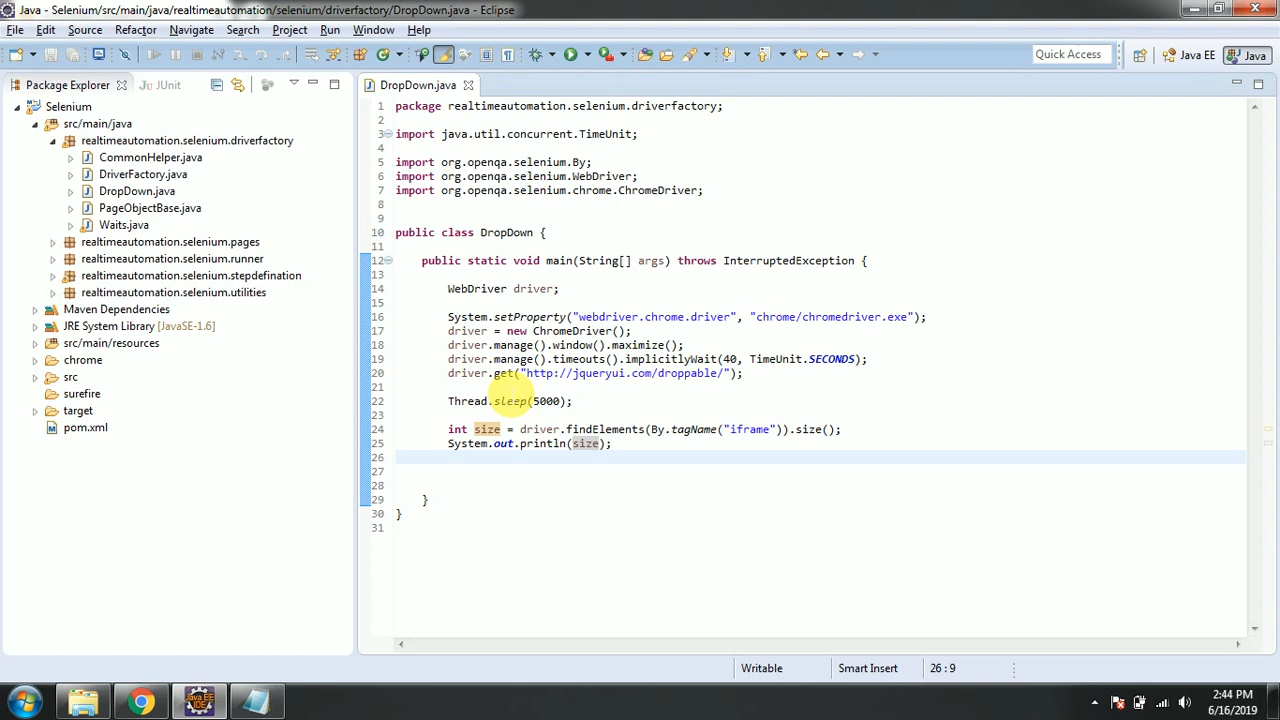 Java - Selenium/src/main/java/realtimeautomation/selenium/driverfactory/DropDown.java - Eclipse
File Edit Source Refactor Navigate Search Project Run Window Help
Quick Access
Java EE
Java
Package Explorer
JUnit
Selenium
src/main/java
realtimeautomation.selenium.driverfactory
CommonHelper.java
DriverFactory.java
DropDown.java
PageObjectBase.java
Waits.java
realtimeautomation.selenium.pages
realtimeautomation.selenium.runner
realtimeautomation.selenium.stepdefination
realtimeautomation.selenium.utilities
Maven Dependencies
JRE System Library [JavaSE-1.6]
src/main/resources
chrome
src
surefire
target
pom.xml
DropDown.java
1 package realtimeautomation.selenium.driverfactory;
2
3 import java.util.concurrent.TimeUnit;
4
5 import org.openqa.selenium.By;
6 import org.openqa.selenium.WebDriver;
7 import org.openqa.selenium.chrome.ChromeDriver;
8
9
10 public class DropDown {
11
12 public static void main(String[] args) throws InterruptedException {
13
14 WebDriver driver;
15
16 System.setProperty("webdriver.chrome.driver", "chrome/chromedriver.exe");
17 driver = new ChromeDriver();
18 driver.manage().window().maximize();
19 driver.manage().timeouts().implicitlyWait(40, TimeUnit.SECONDS);
20 driver.get("http://jqueryui.com/droppable/");
21
22 Thread.sleep(5000);
23
24 int size = driver.findElements(By.tagName("iframe")).size();
25 System.out.println(size);
26
27
28
29 }
30 }
31
Writable
Smart Insert
26 : 9
Java EE
IDE
2:44 PM
6/16/2019